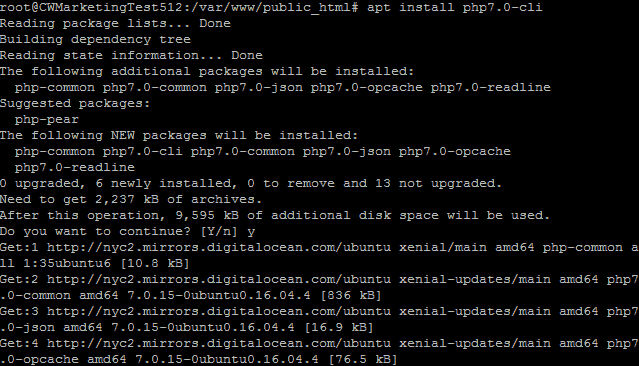 root@CWMarketingTest512:/var/www/public_html# apt install php7.0-cli
Reading package lists... Done
Building dependency tree
Reading state information... Done
The following additional packages will be installed:
  php-common php7.0-common php7.0-json php7.0-opcache php7.0-readline
Suggested packages:
  php-pear
The following NEW packages will be installed:
  php-common php7.0-cli php7.0-common php7.0-json php7.0-opcache
  php7.0-readline
0 upgraded, 6 newly installed, 0 to remove and 13 not upgraded.
Need to get 2,237 kB of archives.
After this operation, 9,595 kB of additional disk space will be used.
Do you want to continue? [Y/n] y
Get:1 http://nyc2.mirrors.digitalocean.com/ubuntu xenial/main amd64 php-common a
ll 1:35ubuntu6 [10.8 kB]
Get:2 http://nyc2.mirrors.digitalocean.com/ubuntu xenial-updates/main amd64 php7
.0-common amd64 7.0.15-0ubuntu0.16.04.4 [836 kB]
Get:3 http://nyc2.mirrors.digitalocean.com/ubuntu xenial-updates/main amd64 php7
.0-json amd64 7.0.15-0ubuntu0.16.04.4 [16.9 kB]
Get:4 http://nyc2.mirrors.digitalocean.com/ubuntu xenial-updates/main amd64 php7
.0-opcache amd64 7.0.15-0ubuntu0.16.04.4 [76.5 kB]